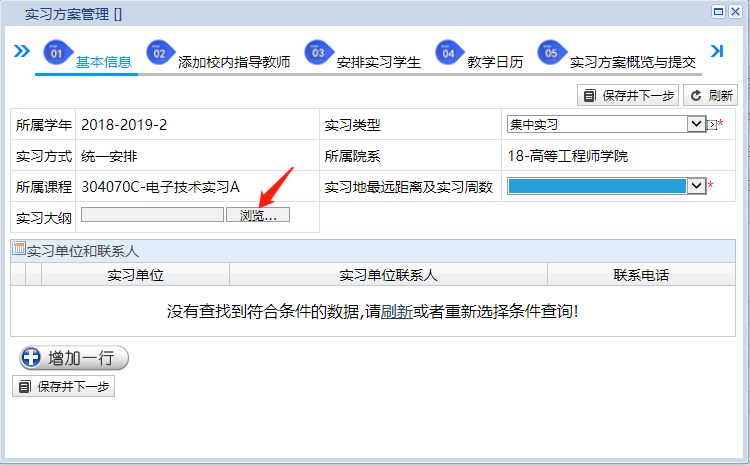 实习方案管理 []
01 基本信息 02 添加校内指导教师 03 安排实习学生 04 教学日历 05 实习方案概览与提交
保存并下一步 刷新
所属学年 2018-2019-2 实习类型 集中实习 *
实习方式 统一安排 所属院系 18-高等工程师学院
所属课程 304070C-电子技术实习A 实习地最远距离及实习周数 *
实习大纲 浏览...
实习单位和联系人
实习单位 实习单位联系人 联系电话
没有查找到符合条件的数据,请刷新或者重新选择条件查询!
增加一行
保存并下一步